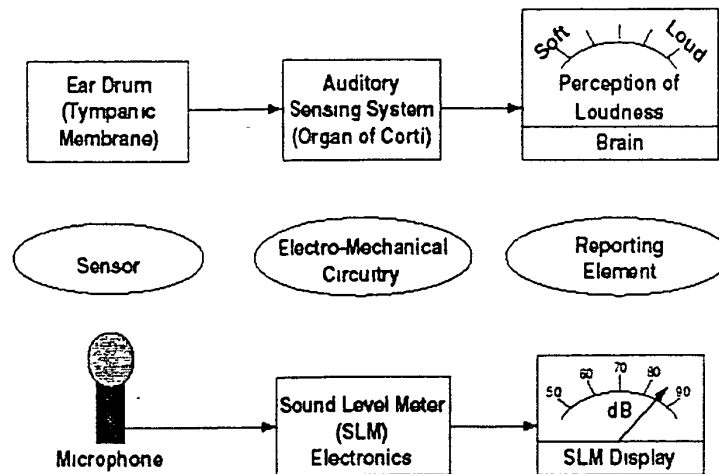 Soft Loud
Ear Drum
(Tympanic
Membrane)
Auditory
Sensing System
(Organ of Corti)
Perception of
Loudness
Brain
Sensor
Electro-Mechanical
Circuitry
Reporting
Element
Microphone
Sound Level Meter
(SLM)
Electronics
50 60 70 80 90
dB
SLM Display